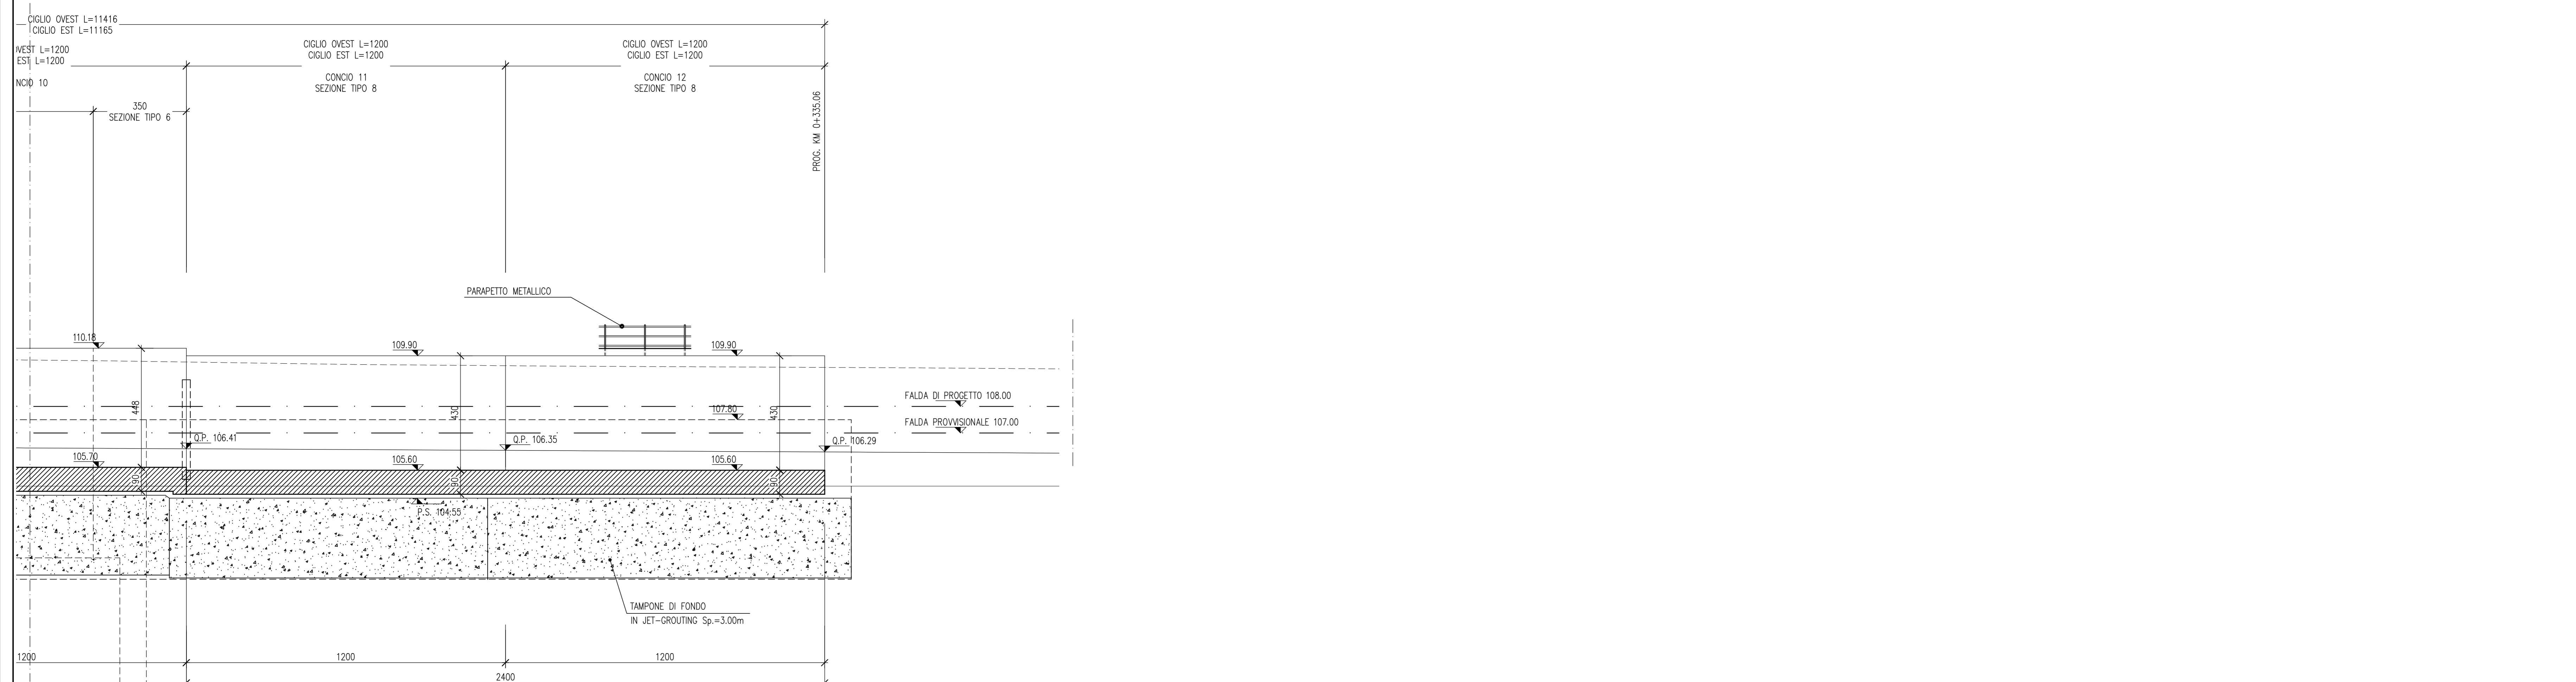 CIGLIO OVEST L=11416
CIGLIO EST L=11165
OVEST L=1200
EST L=1200
NCIO 10
350
SEZIONE TIPO 6
CIGLIO OVEST L=1200
CIGLIO EST L=1200
CONCIO 11
SEZIONE TIPO 8
CIGLIO OVEST L=1200
CIGLIO EST L=1200
CONCIO 12
SEZIONE TIPO 8
PROG. KM 0+335.06
PARAPETTO METALLICO
110.18
109.90
109.90
448
430
430
FALDA DI PROGETTO 108.00
107.80
FALDA PROVVISIONALE 107.00
Q.P. 106.41
Q.P. 106.35
Q.P. 106.29
105.70
105.60
105.60
90
90
90
P.S. 104.55
TAMPONE DI FONDO
IN JET-GROUTING Sp.=3.00m
1200
1200
1200
2400